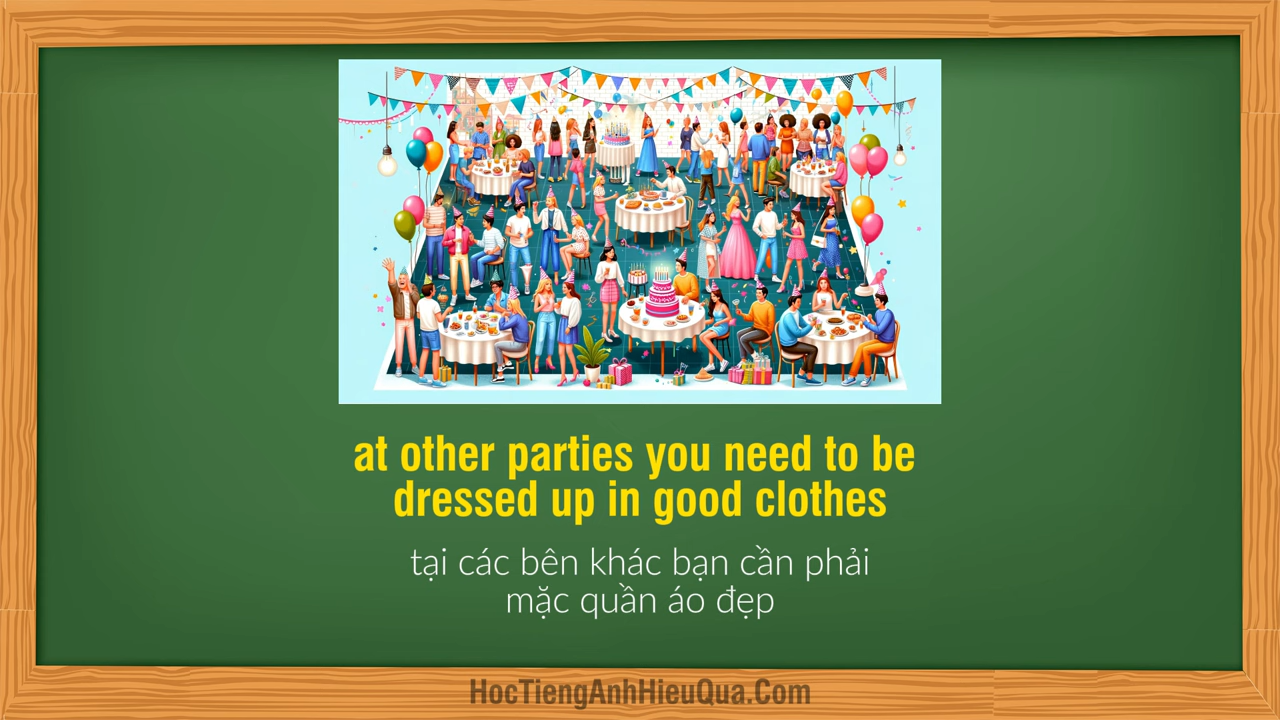 at other parties you need to be
dressed up in good clothes
tại các bên khác bạn cần phải
mặc quần áo đẹp
HocTiengAnhHieuQua.Com